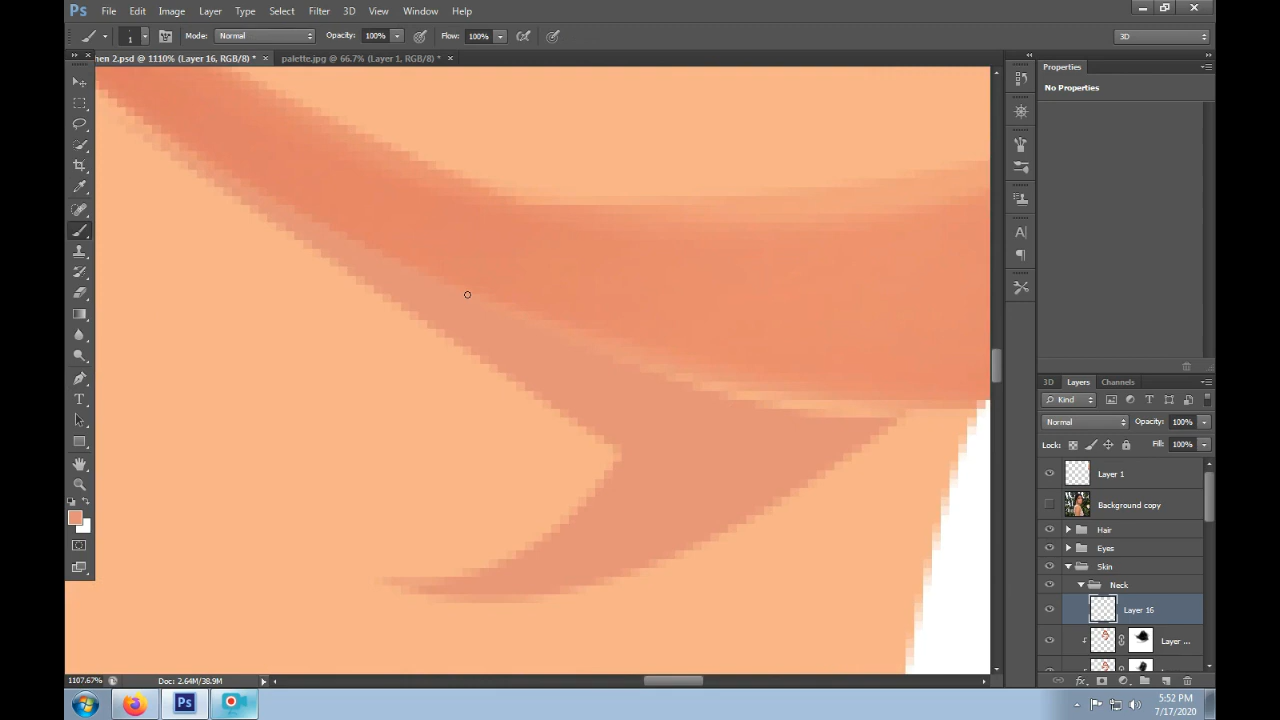 Ps File Edit Image Layer Type Select Filter 3D View Window Help
1 Mode: Normal Opacity: 100% Flow: 100% 3D
hen 2.psd @ 1110% (Layer 16, RGB/8) * × palette.jpg @ 66.7% (Layer 1, RGB/8) * ×
Properties
No Properties
3D Layers Channels
Kind
Normal Opacity: 100%
Lock: Fill: 100%
Layer 1
Background copy
Hair
Eyes
Skin
Neck
Layer 16
Layer ...
1107.67% Doc: 2.64M/38.9M
Ps
5:52 PM
7/17/2020